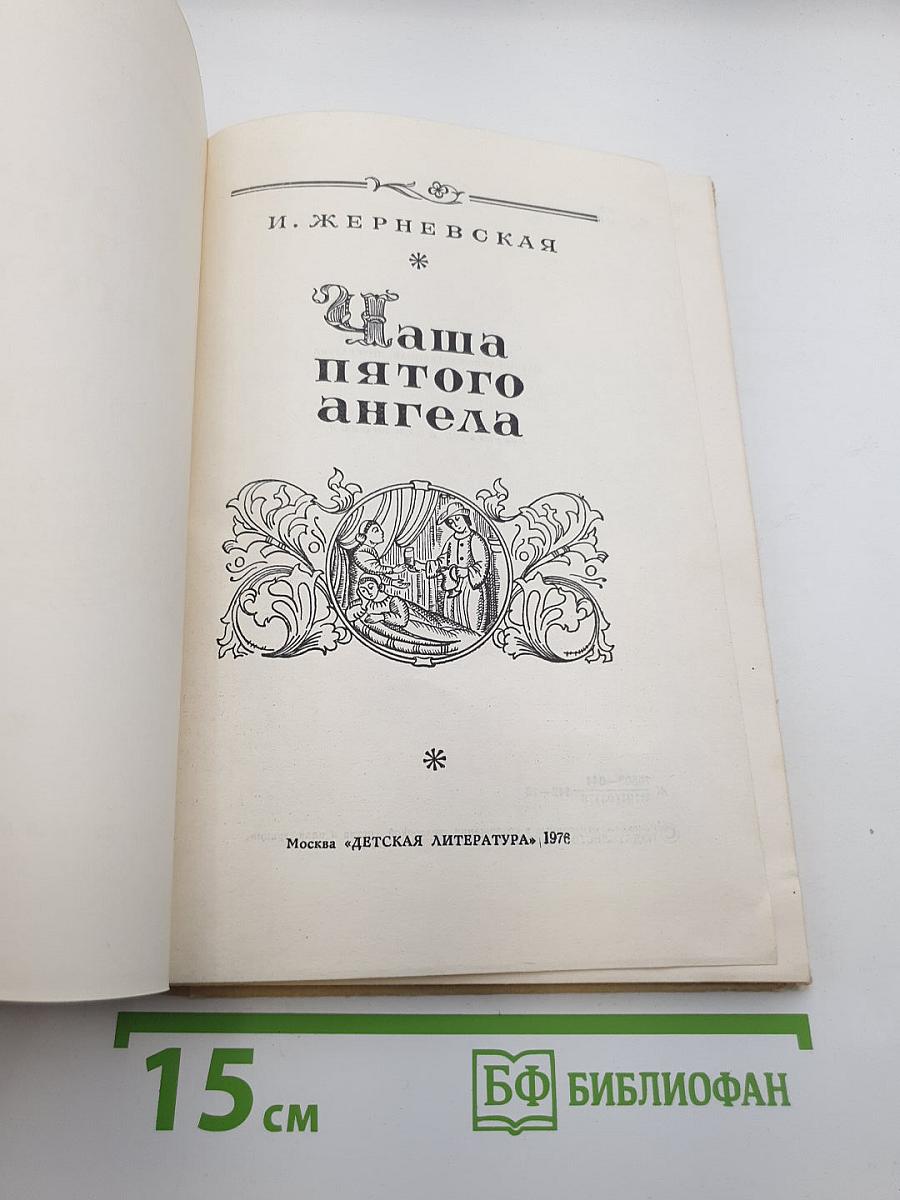 И. ЖЕРНЕВСКАЯ
Чаша
пятого
ангела
Москва «ДЕТСКАЯ ЛИТЕРАТУРА» 1976
15 СМ
БФ БИБЛИОФАН